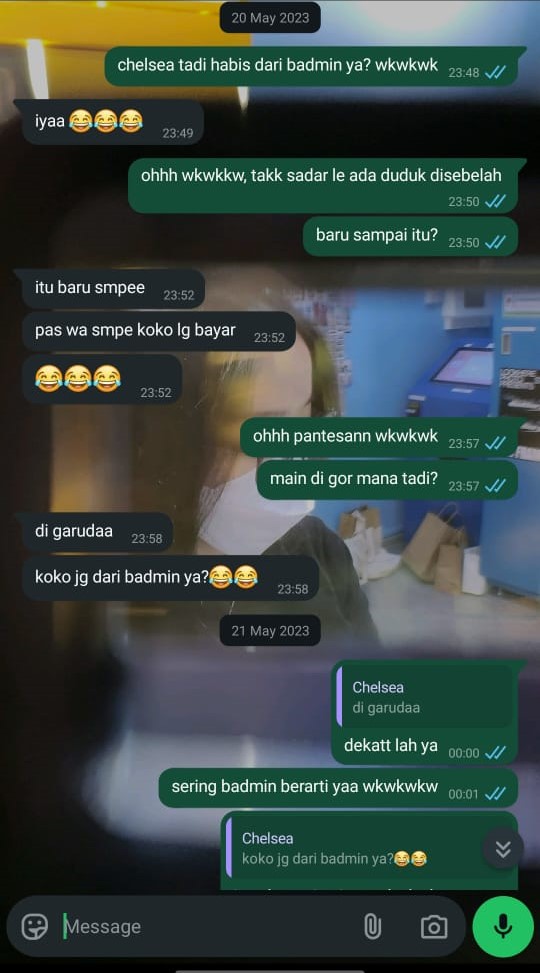 20 May 2023
chelsea tadi habis dari badmin ya? wkwkwk 23:48
iyaa 😂😂😂 23:49
ohhh wkwkkw, takk sadar le ada duduk disebelah
23:50
baru sampai itu? 23:50
itu baru smpee 23:52
pas wa smpe koko lg bayar 23:52
😂😂😂 23:52
ohhh pantesann wkwkwk 23:57
main di gor mana tadi? 23:57
di garudaa 23:58
koko jg dari badmin ya?😂😂 23:58
21 May 2023
Chelsea
di garudaa
dekatt lah ya 00:00
sering badmin berarti yaa wkwkwkw 00:01
Chelsea
koko jg dari badmin ya?😂😂
Message